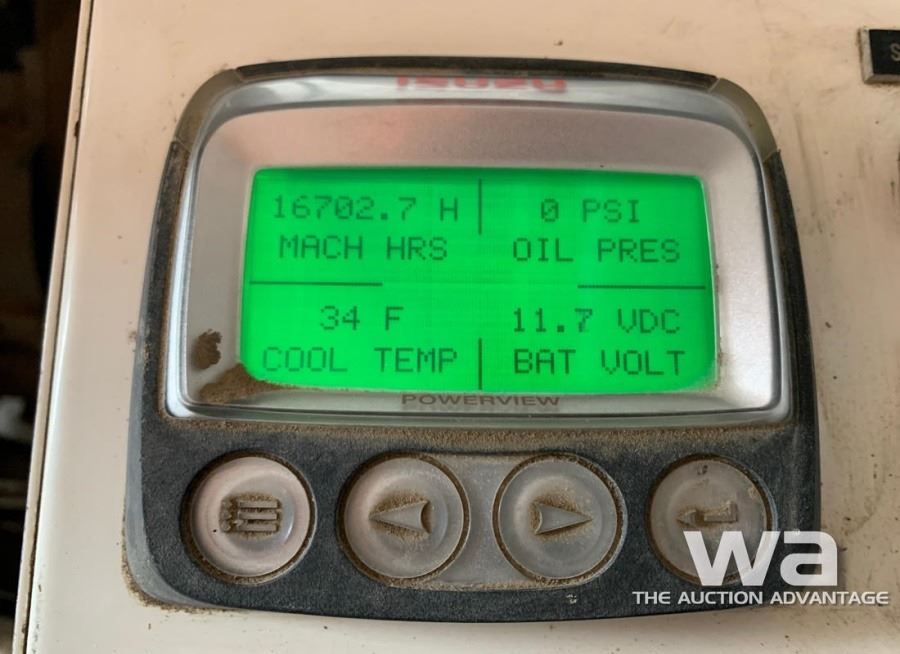 ISUZU
S
16702.7 H
0 PSI
MACH HRS
OIL PRES
34 F
11.7 VDC
COOL TEMP
BAT VOLT
POWERVIEW
wa
THE AUCTION ADVANTAGE